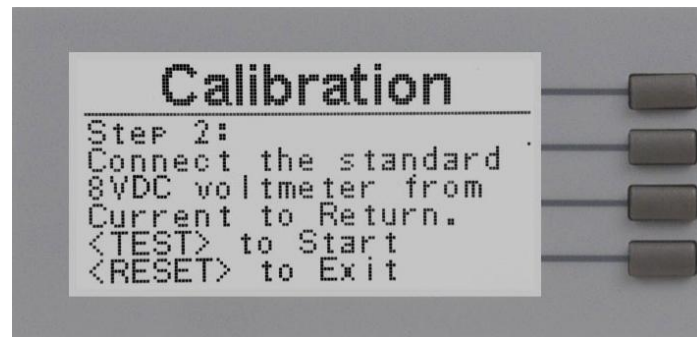 Calibration
Step 2:
Connect the standard
8VDC voltmeter from
Current to Return.
<TEST> to Start
<RESET> to Exit